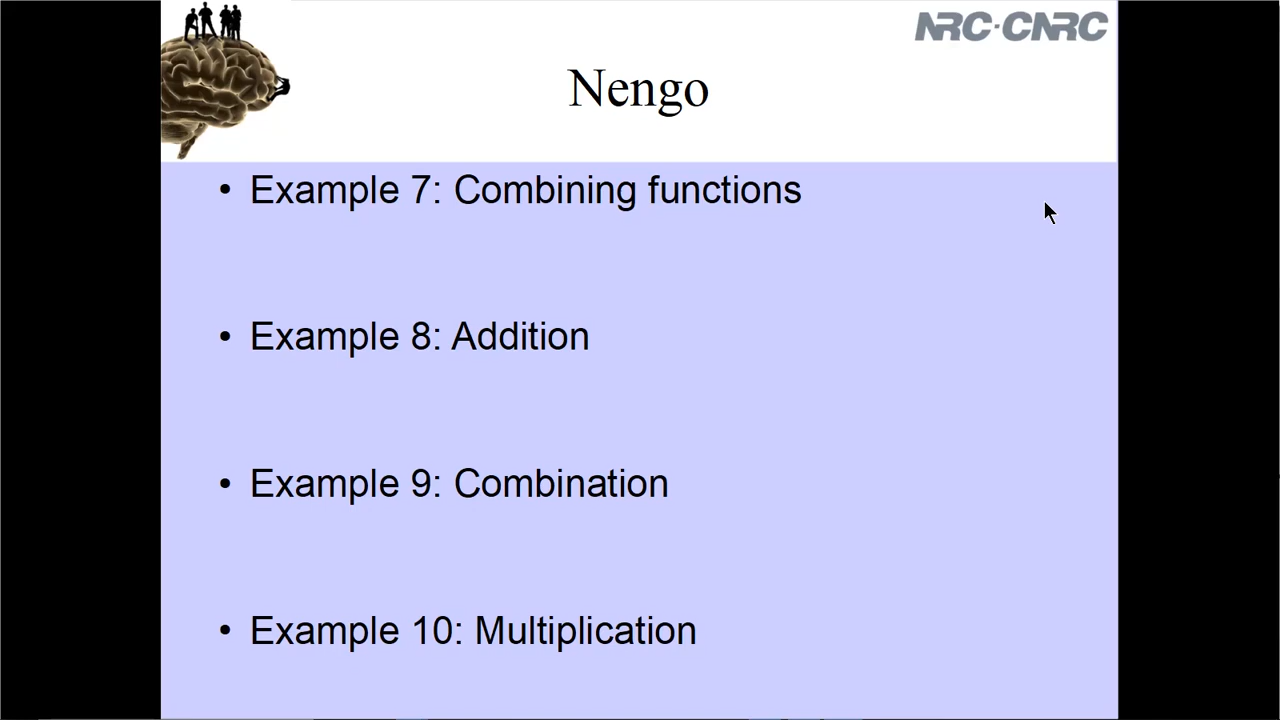 NRC·CNRC
Nengo
• Example 7: Combining functions
• Example 8: Addition
• Example 9: Combination
• Example 10: Multiplication